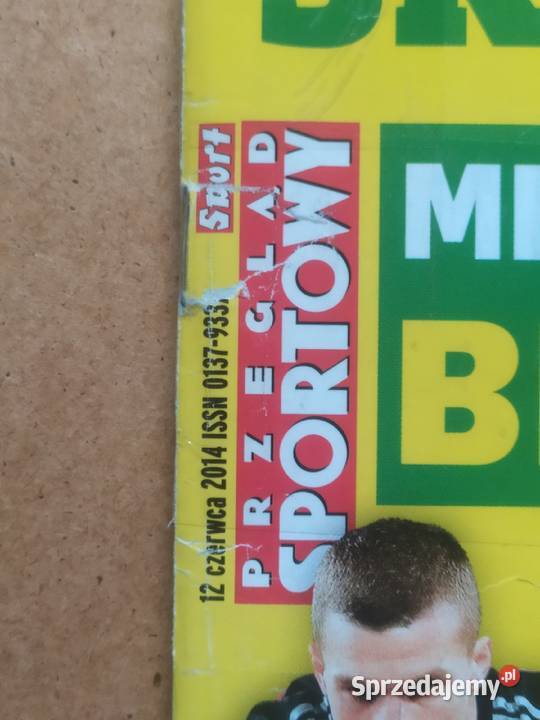 Sport
PRZEGLĄD
SPORTOWY
12 czerwca 2014 ISSN 0137-933
Sprzedajemy.pl